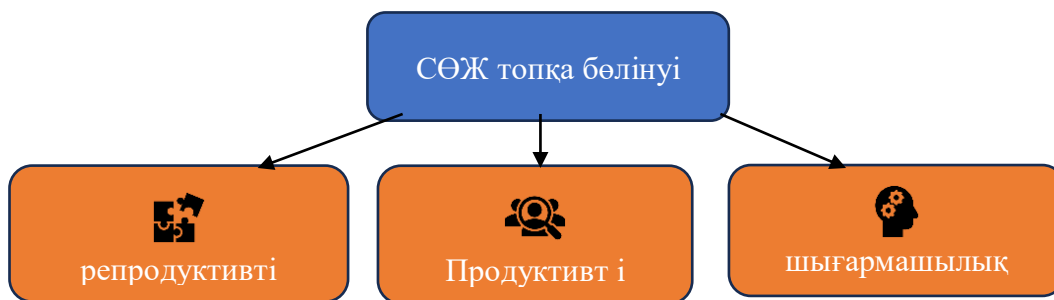 СӨЖ топқа бөлінуі
репродуктивті
Продуктивт і
шығармашылық